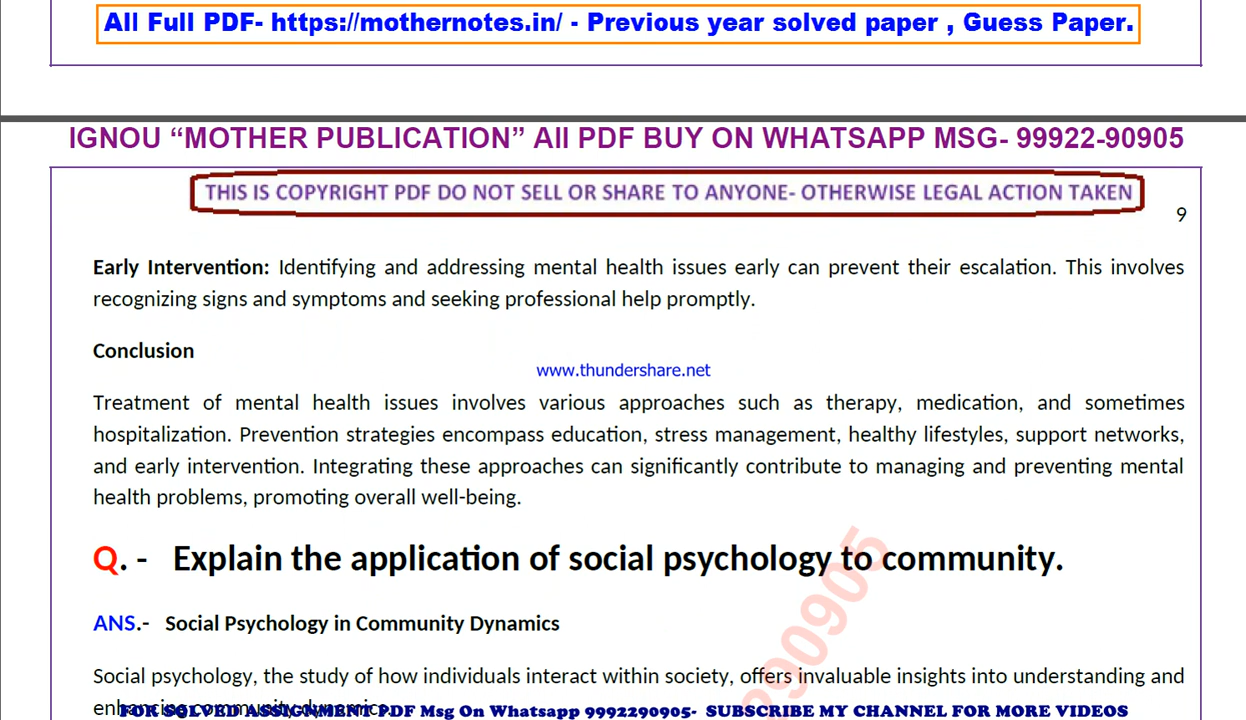 All Full PDF- https://mothernotes.in/ - Previous year solved paper , Guess Paper.
IGNOU “MOTHER PUBLICATION” All PDF BUY ON WHATSAPP MSG- 99922-90905
THIS IS COPYRIGHT PDF DO NOT SELL OR SHARE TO ANYONE- OTHERWISE LEGAL ACTION TAKEN
9
Early Intervention: Identifying and addressing mental health issues early can prevent their escalation. This involves
recognizing signs and symptoms and seeking professional help promptly.
Conclusion
www.thundershare.net
Treatment of mental health issues involves various approaches such as therapy, medication, and sometimes
hospitalization. Prevention strategies encompass education, stress management, healthy lifestyles, support networks,
and early intervention. Integrating these approaches can significantly contribute to managing and preventing mental
health problems, promoting overall well-being.
Q. - Explain the application of social psychology to community.
ANS.- Social Psychology in Community Dynamics
Social psychology, the study of how individuals interact within society, offers invaluable insights into understanding and
enhancing community dynamics.
FOR SOLVED ASSIGNMENT PDF Msg On Whatsapp 9992290905- SUBSCRIBE MY CHANNEL FOR MORE VIDEOS
290905